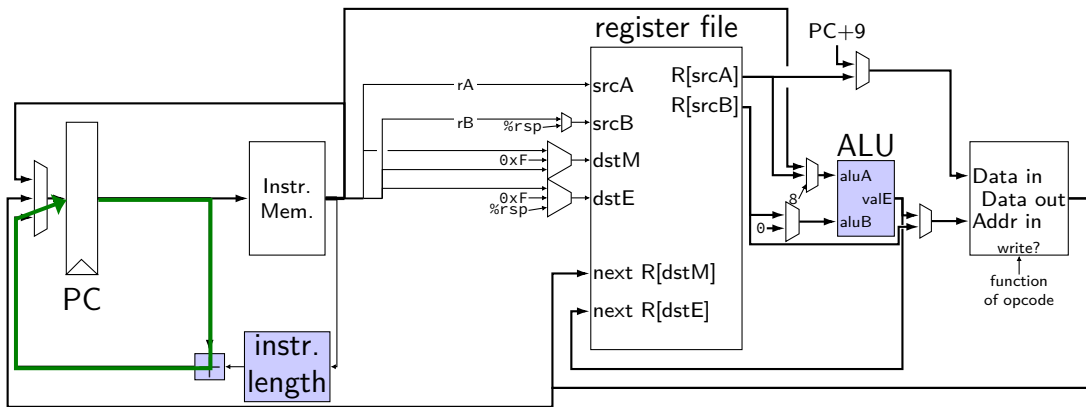 register file
PC+9
rA
srcA
R[srcA]
R[srcB]
rB
%rsp
srcB
ALU
0xF
dstM
aluA
Data in
Instr.
Mem.
0xF
%rsp
dstE
8
valE
Data out
0
aluB
Addr in
write?
PC
next R[dstM]
function
of opcode
next R[dstE]
instr.
length